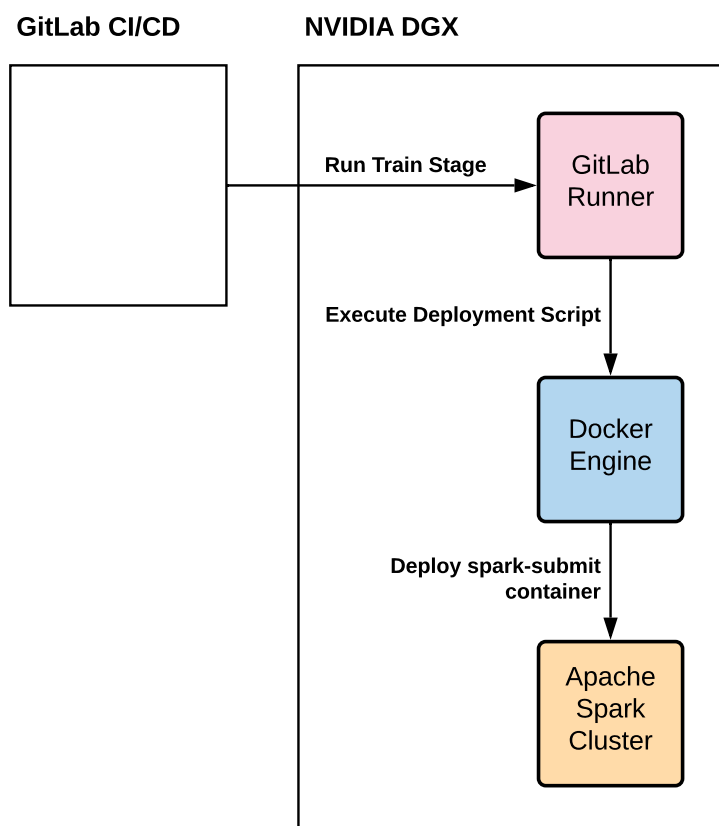 GitLab CI/CD
NVIDIA DGX
Run Train Stage
GitLab
Runner
Execute Deployment Script
Docker
Engine
Deploy spark-submit
container
Apache
Spark
Cluster